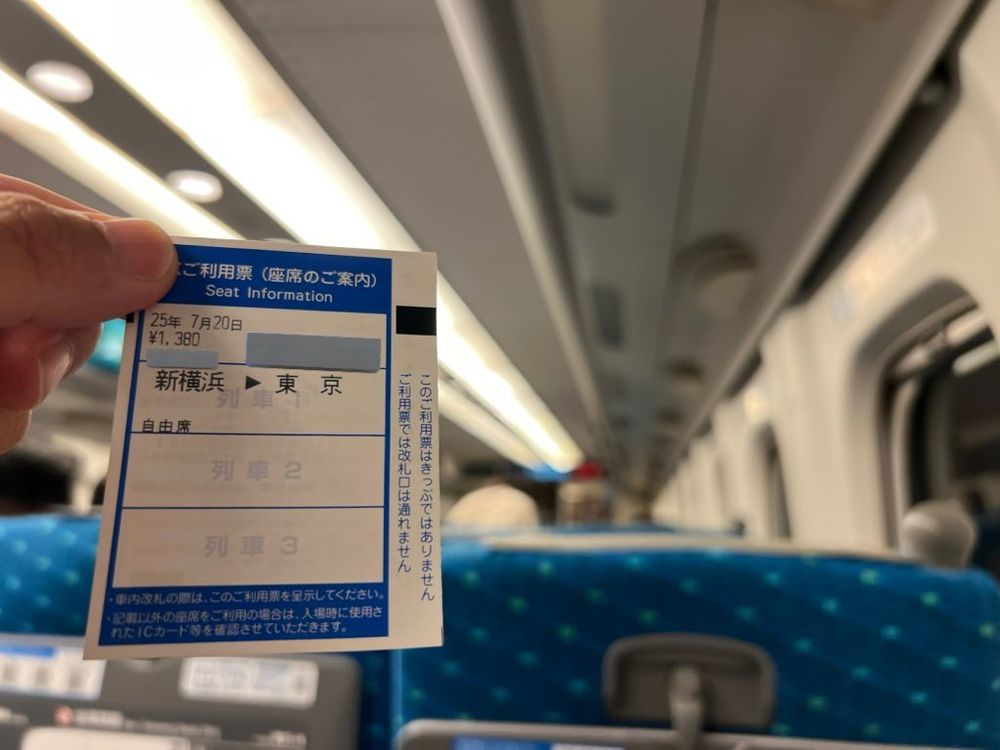 ご利用票（座席のご案内）
Seat Information
25年 7月20日
¥1,380
新横浜 ▶ 東 京
列車1
自由席
列車2
列車3
・車内改札の際は、このご利用票を呈示してください。
・記載以外の座席をご利用の場合は、入場時に使用さ
れたICカード等を確認させていただきます。
このご利用票はきっぷではありません
ご利用票では改札口は通れません